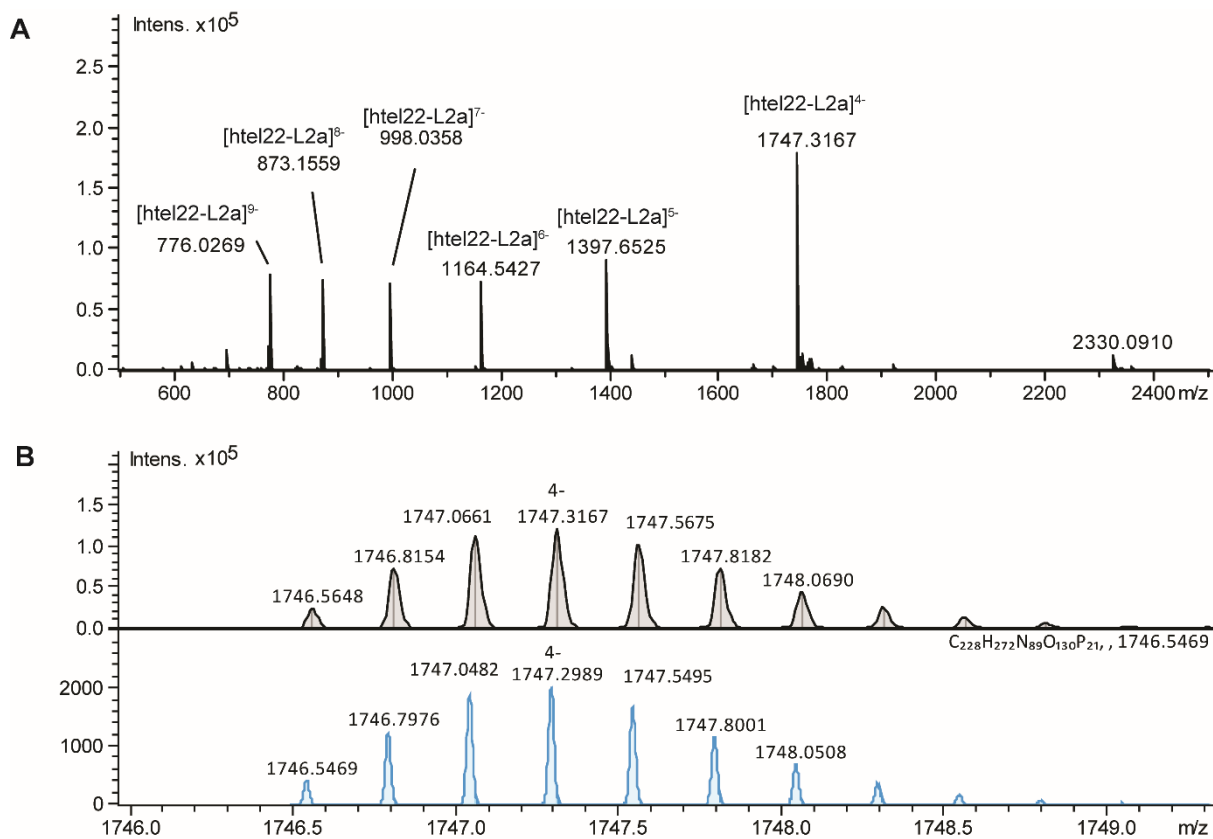 A
Intens. x10⁵
2.5
2.0
1.5
1.0
0.5
0.0
[htel22-L2a]⁹⁻
776.0269
[htel22-L2a]⁸⁻
873.1559
[htel22-L2a]⁷⁻
998.0358
[htel22-L2a]⁶⁻
1164.5427
[htel22-L2a]⁵⁻
1397.6525
[htel22-L2a]⁴⁻
1747.3167
2330.0910
600 800 1000 1200 1400 1600 1800 2000 2200 2400 m/z
B
Intens. x10⁵
1.5
1.0
0.5
0.0
4-
1746.5648
1746.8154
1747.0661
1747.3167
1747.5675
1747.8182
1748.0690
C₂₂₈H₂₇₂N₈₉O₁₃₀P₂₁, , 1746.5469
2000
1000
0
4-
1746.5469
1746.7976
1747.0482
1747.2989
1747.5495
1747.8001
1748.0508
1746.0 1746.5 1747.0 1747.5 1748.0 1748.5 1749.0 m/z